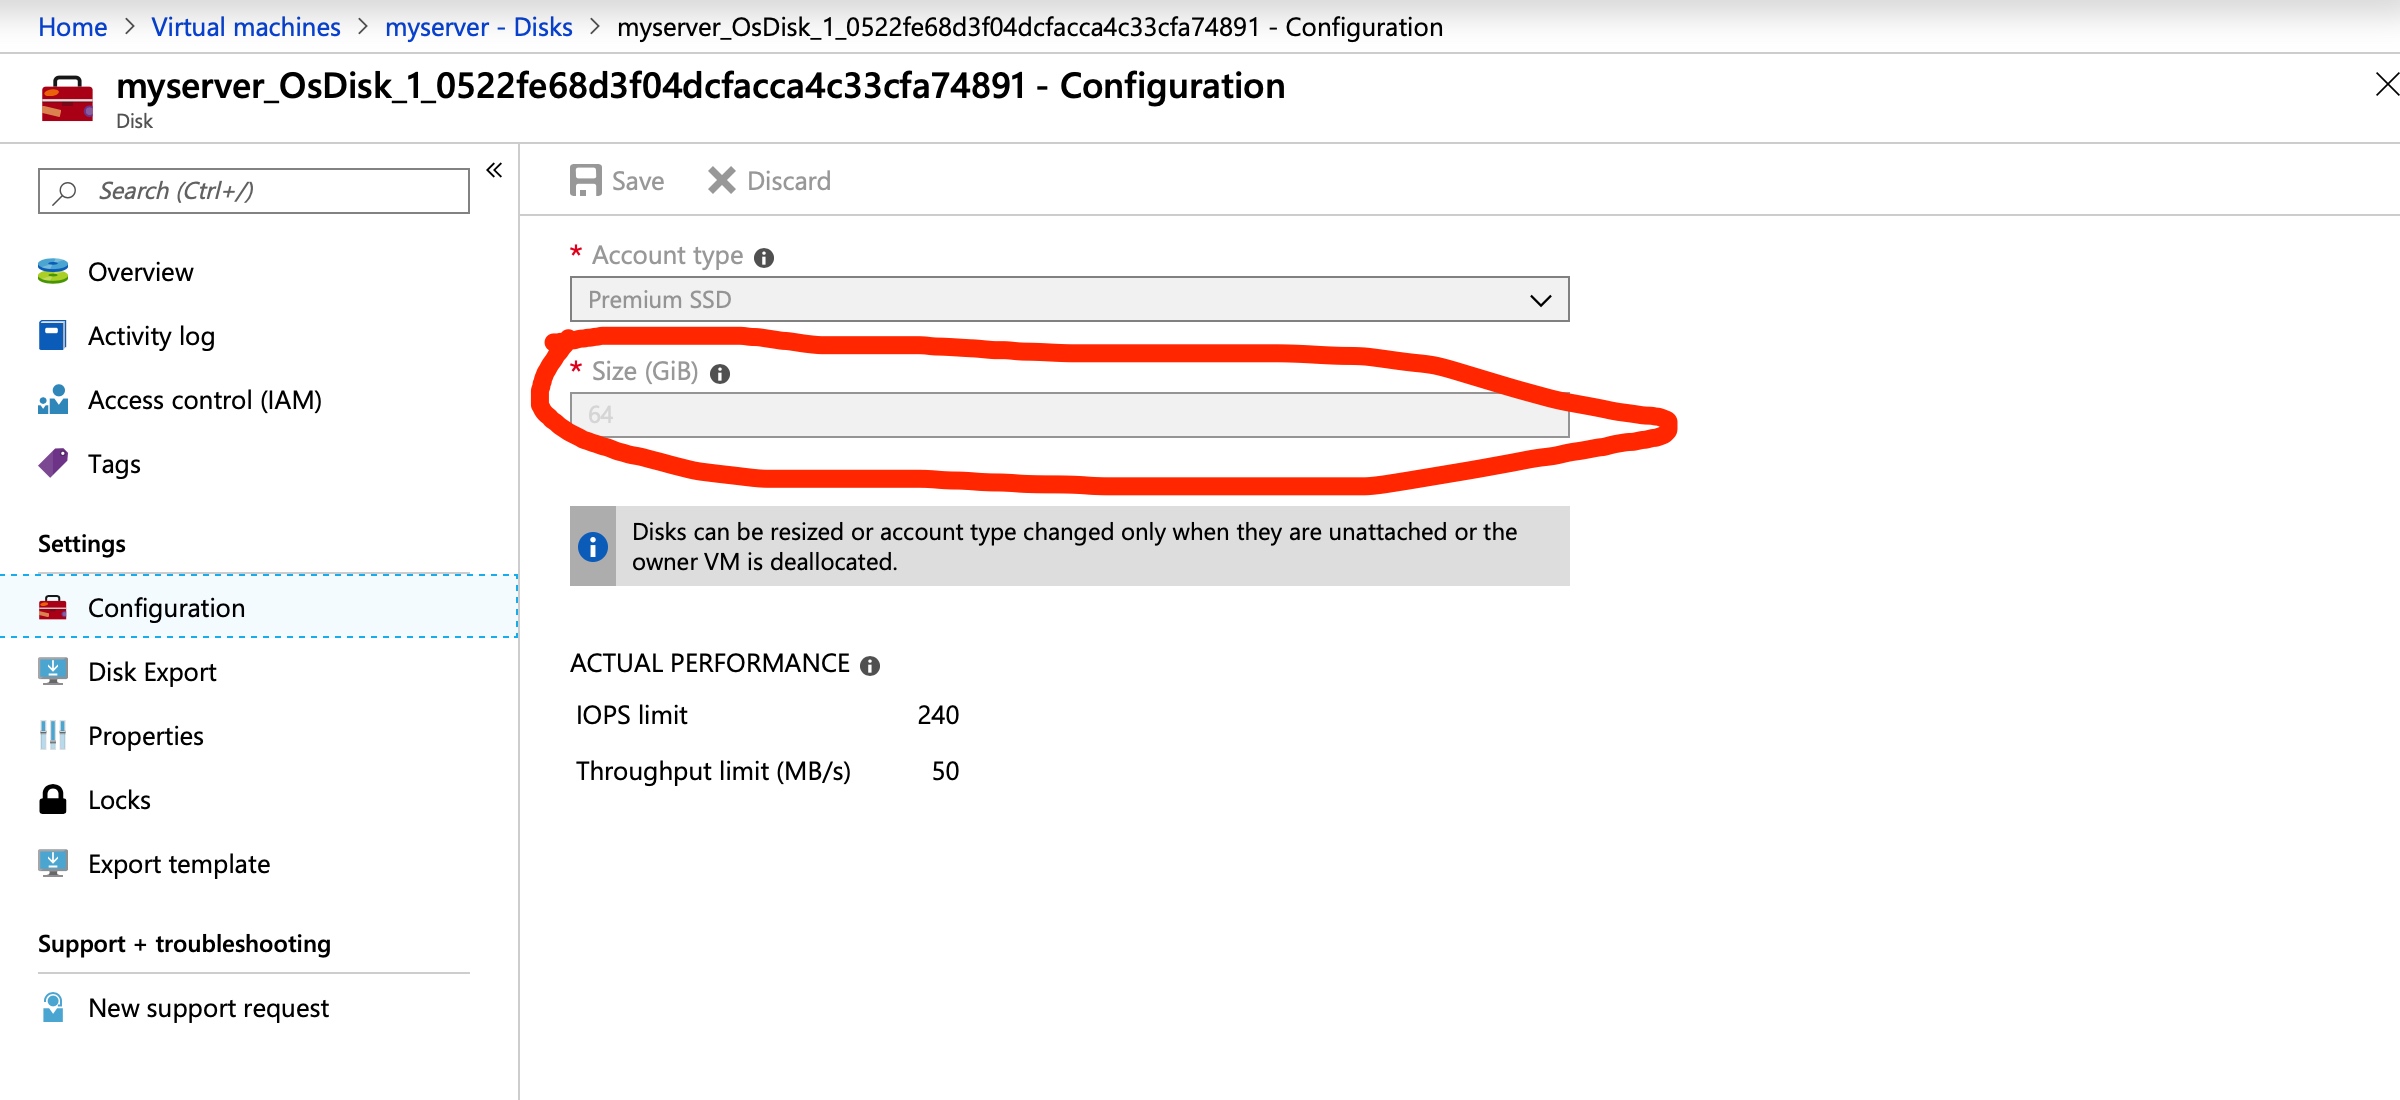 Home > Virtual machines > myserver - Disks > myserver_OsDisk_1_0522fe68d3f04dcfacca4c33cfa74891 - Configuration
myserver_OsDisk_1_0522fe68d3f04dcfacca4c33cfa74891 - Configuration
Disk
Search (Ctrl+/)
«
Overview
Activity log
Access control (IAM)
Tags
Settings
Configuration
Disk Export
Properties
Locks
Export template
Support + troubleshooting
New support request
Save
Discard
* Account type
Premium SSD
* Size (GiB)
64
Disks can be resized or account type changed only when they are unattached or the
owner VM is deallocated.
ACTUAL PERFORMANCE
IOPS limit 240
Throughput limit (MB/s) 50